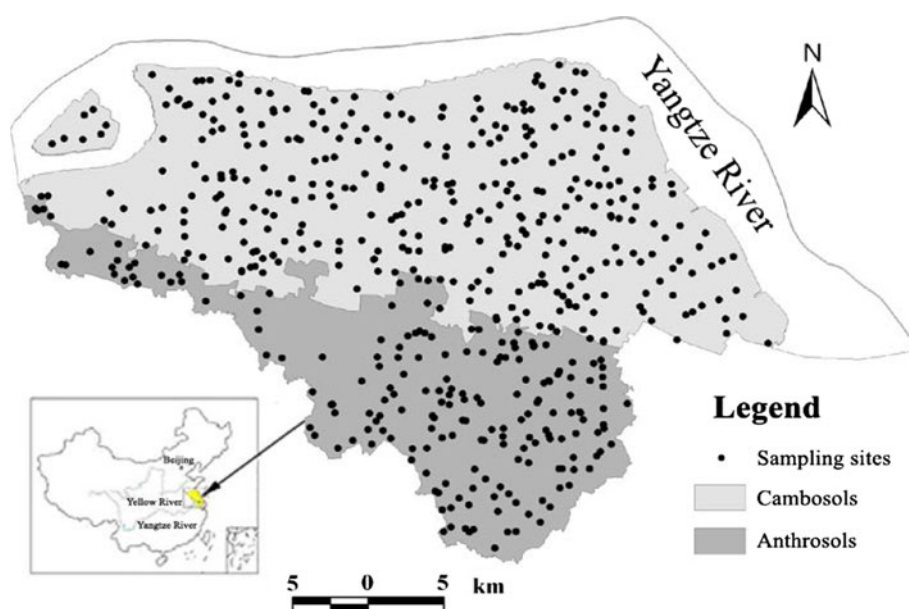 N
Yangtze River
Legend
Sampling sites
Cambosols
Anthrosols
Beijing
Yellow River
Yangtze River
5 0 5
km